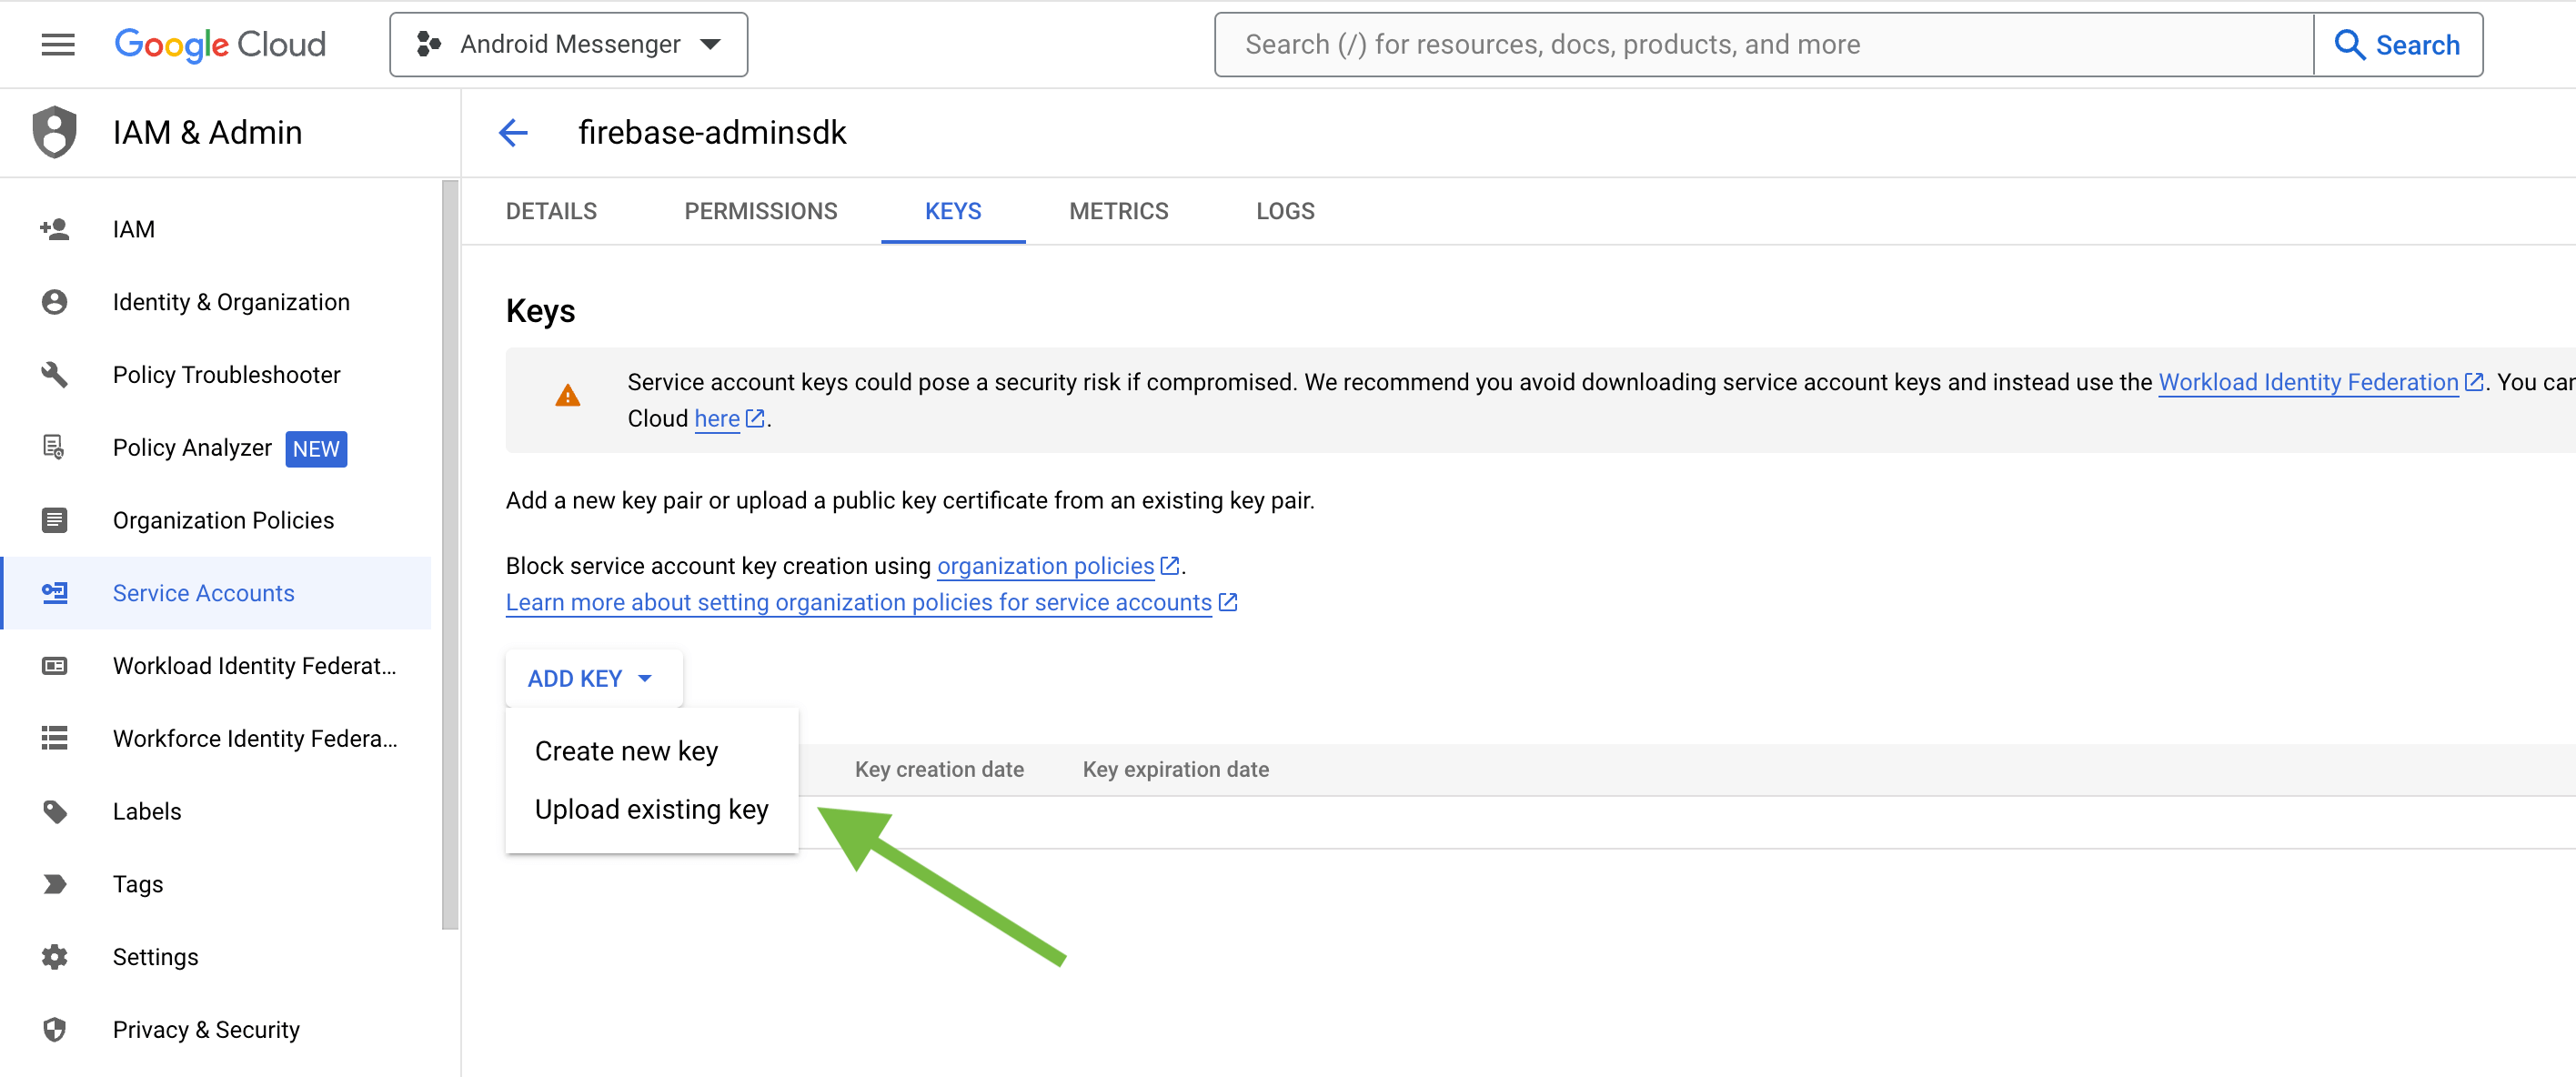 Google Cloud
Android Messenger
Search (/) for resources, docs, products, and more
Search
IAM & Admin
firebase-adminsdk
DETAILS
PERMISSIONS
KEYS
METRICS
LOGS
IAM
Identity & Organization
Policy Troubleshooter
Policy Analyzer NEW
Organization Policies
Service Accounts
Workload Identity Federat...
Workforce Identity Federa...
Labels
Tags
Settings
Privacy & Security
Keys
Service account keys could pose a security risk if compromised. We recommend you avoid downloading service account keys and instead use the Workload Identity Federation. You
Cloud here.
Add a new key pair or upload a public key certificate from an existing key pair.
Block service account key creation using organization policies.
Learn more about setting organization policies for service accounts
ADD KEY
Create new key
Upload existing key
Key creation date
Key expiration date